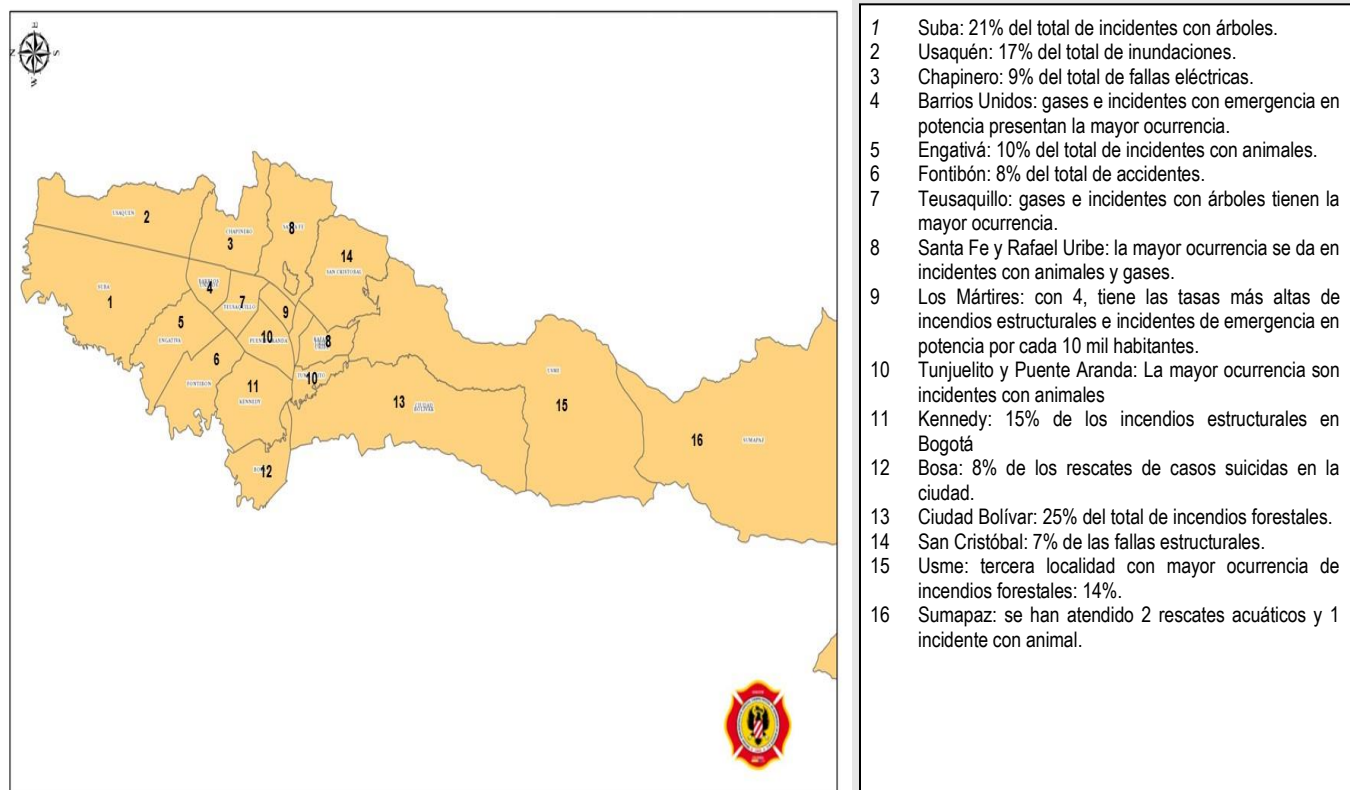 E
N
S
W
USAQUEN 2
CHAPINERO
3
SANTA FE
8
14
SAN CRISTOBAL
SUBA
1
BARRIOS UNIDOS
4
7
TEUSAQUILLO
9
5
ENGATIVA
10
PUENTE ARANDA
8
6
FONTIBON
11
KENNEDY
TUNJUELITO
10
13
CIUDAD BOLIVAR
USME
15
16
SUMAPAZ
BOSA
12
1 Suba: 21% del total de incidentes con árboles.
2 Usaquén: 17% del total de inundaciones.
3 Chapinero: 9% del total de fallas eléctricas.
4 Barrios Unidos: gases e incidentes con emergencia en
potencia presentan la mayor ocurrencia.
5 Engativá: 10% del total de incidentes con animales.
6 Fontibón: 8% del total de accidentes.
7 Teusaquillo: gases e incidentes con árboles tienen la
mayor ocurrencia.
8 Santa Fe y Rafael Uribe: la mayor ocurrencia se da en
incidentes con animales y gases.
9 Los Mártires: con 4, tiene las tasas más altas de
incendios estructurales e incidentes de emergencia en
potencia por cada 10 mil habitantes.
10 Tunjuelito y Puente Aranda: La mayor ocurrencia son
incidentes con animales
11 Kennedy: 15% de los incendios estructurales en
Bogotá
12 Bosa: 8% de los rescates de casos suicidas en la
ciudad.
13 Ciudad Bolívar: 25% del total de incendios forestales.
14 San Cristóbal: 7% de las fallas estructurales.
15 Usme: tercera localidad con mayor ocurrencia de
incendios forestales: 14%.
16 Sumapaz: se han atendido 2 rescates acuáticos y 1
incidente con animal.